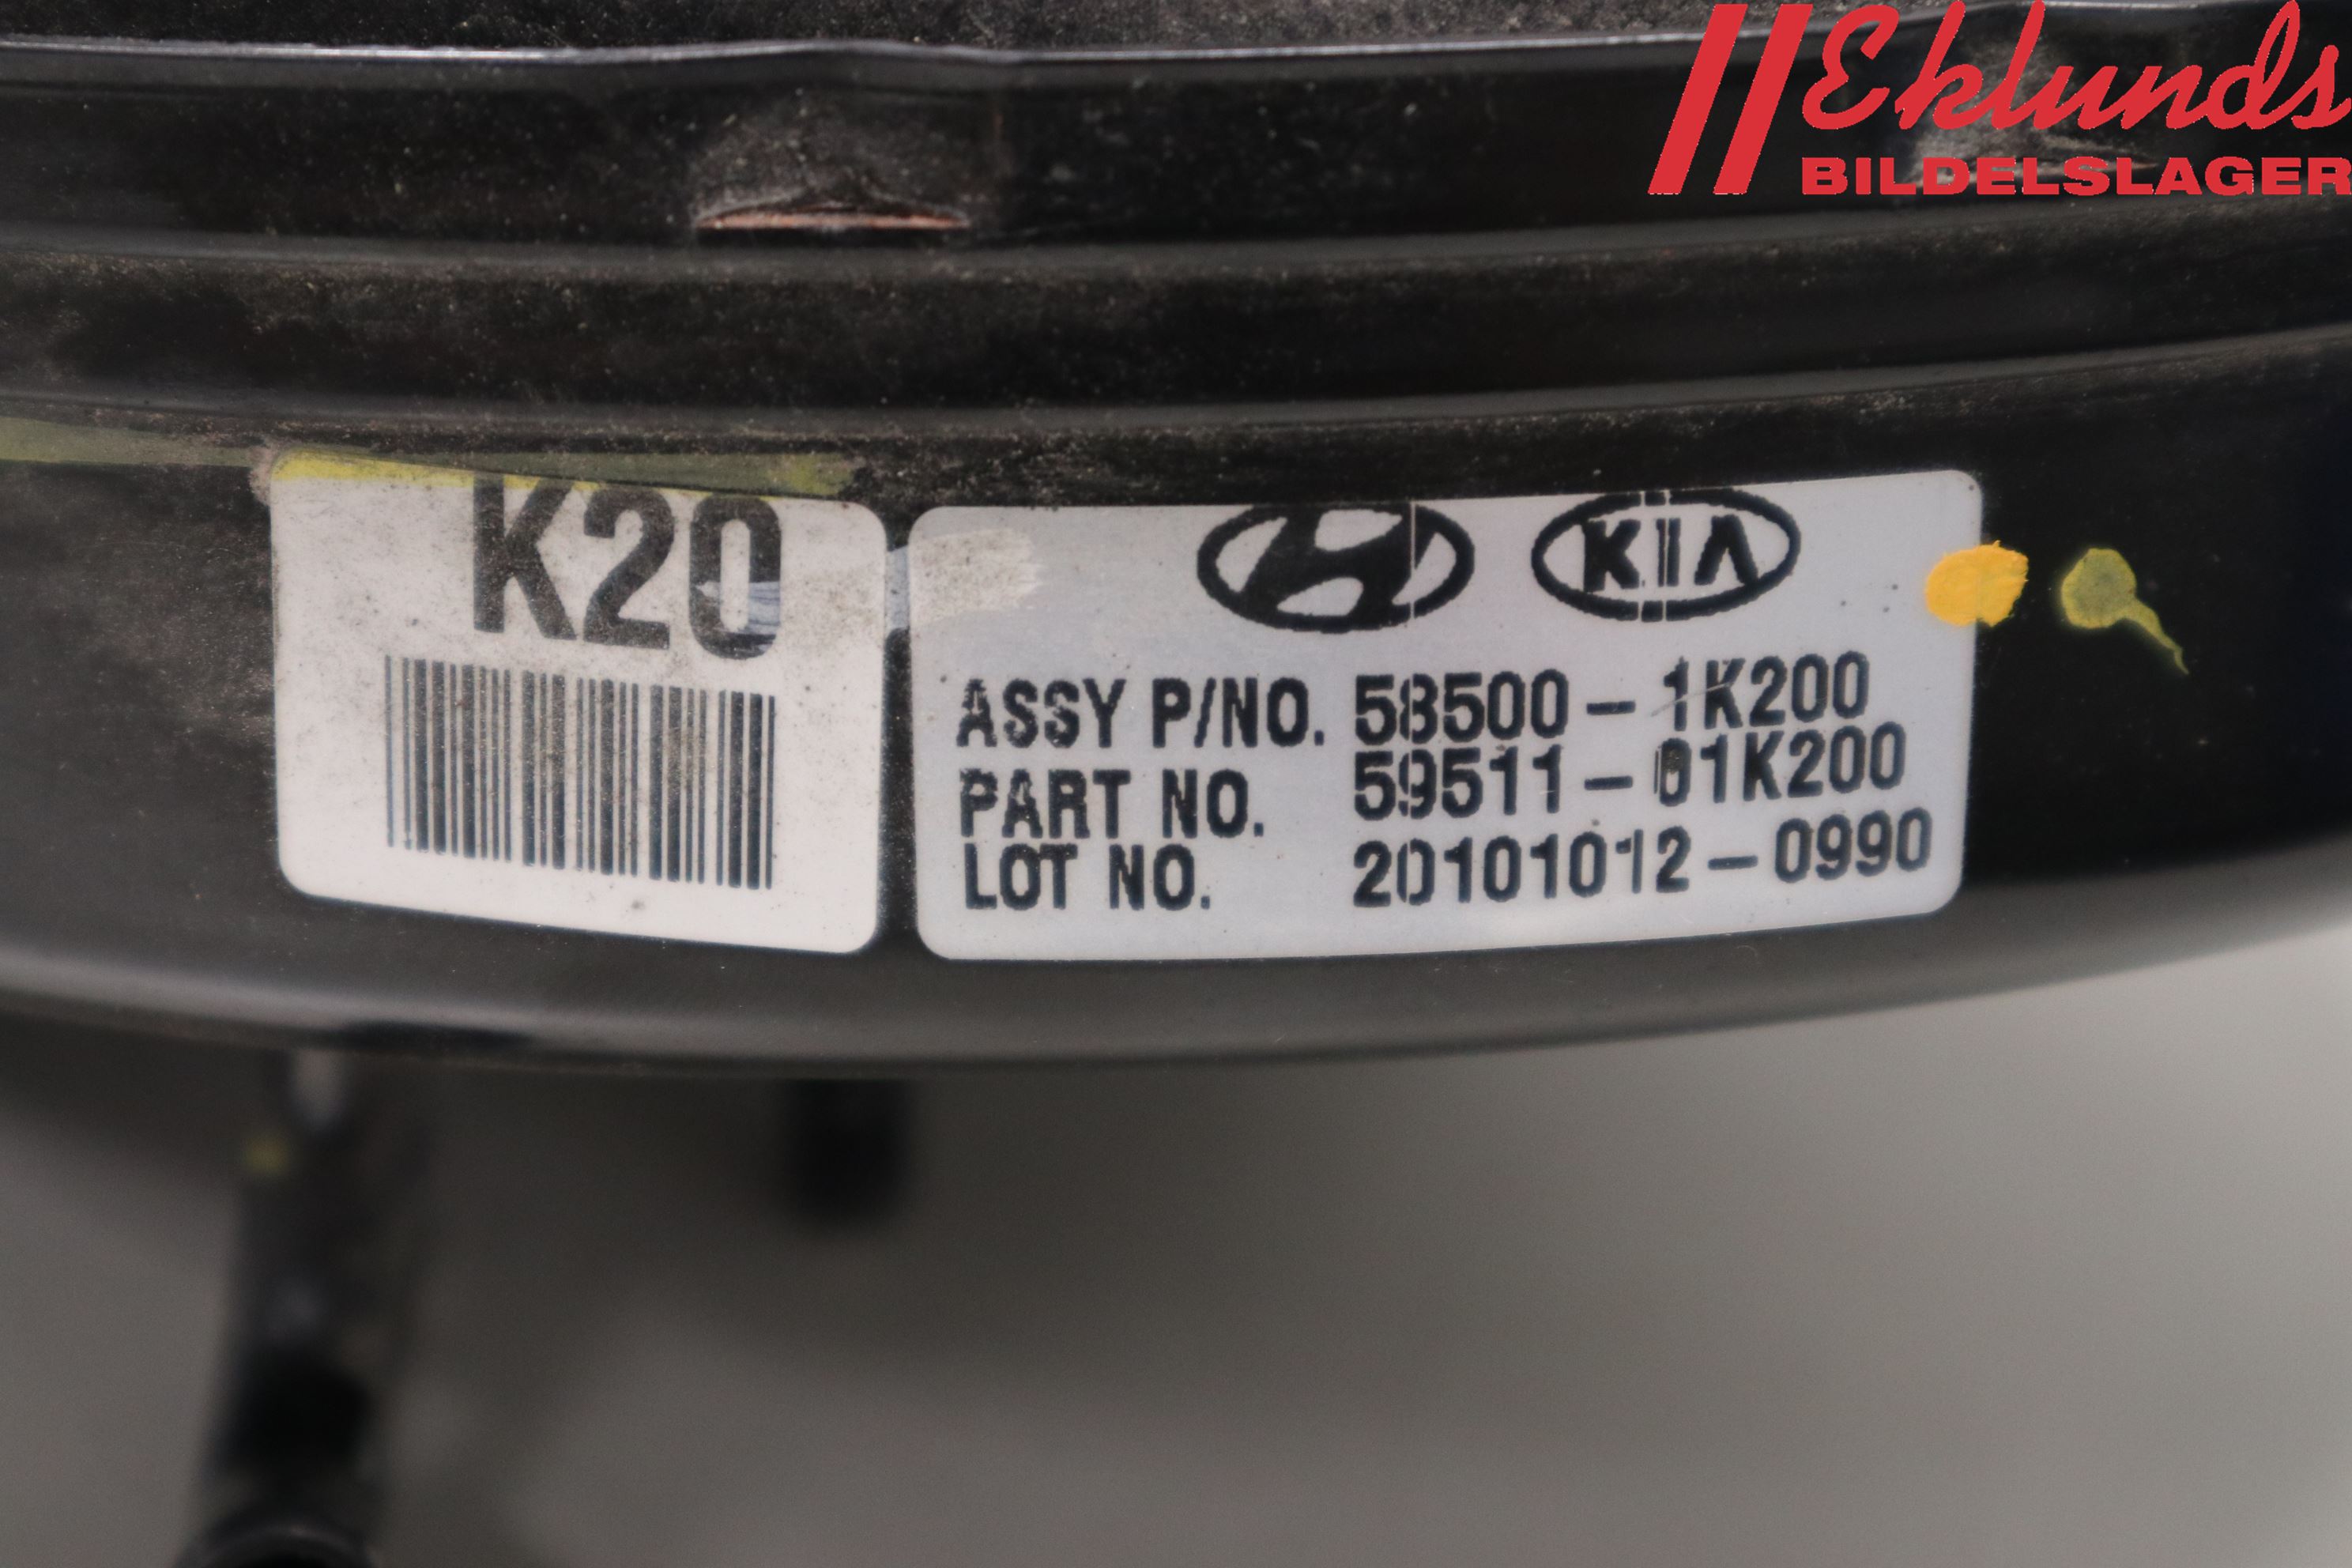 Eklunds
BILDELSLAGER
K20
KIA
ASSY P/NO. 58500-1K200
PART NO. 59511-01K200
LOT NO. 20101012-0990